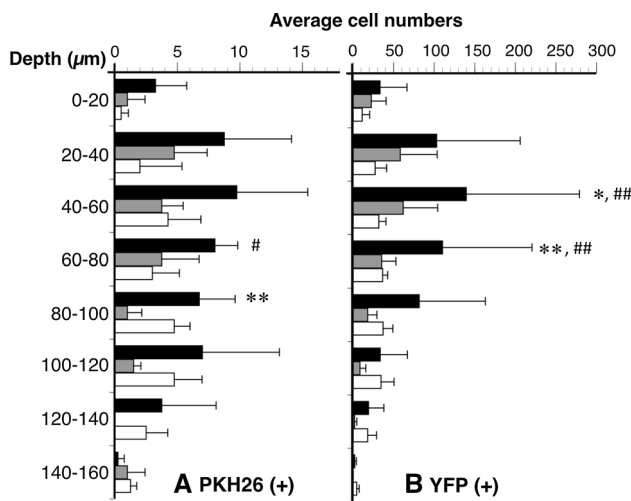 Average cell numbers
Depth (µm)
0 5 10 15
0 50 100 150 200 250 300
0-20
20-40
40-60
*, ##
60-80
#
**, ##
80-100
**
100-120
120-140
140-160
A PKH26 (+)
B YFP (+)